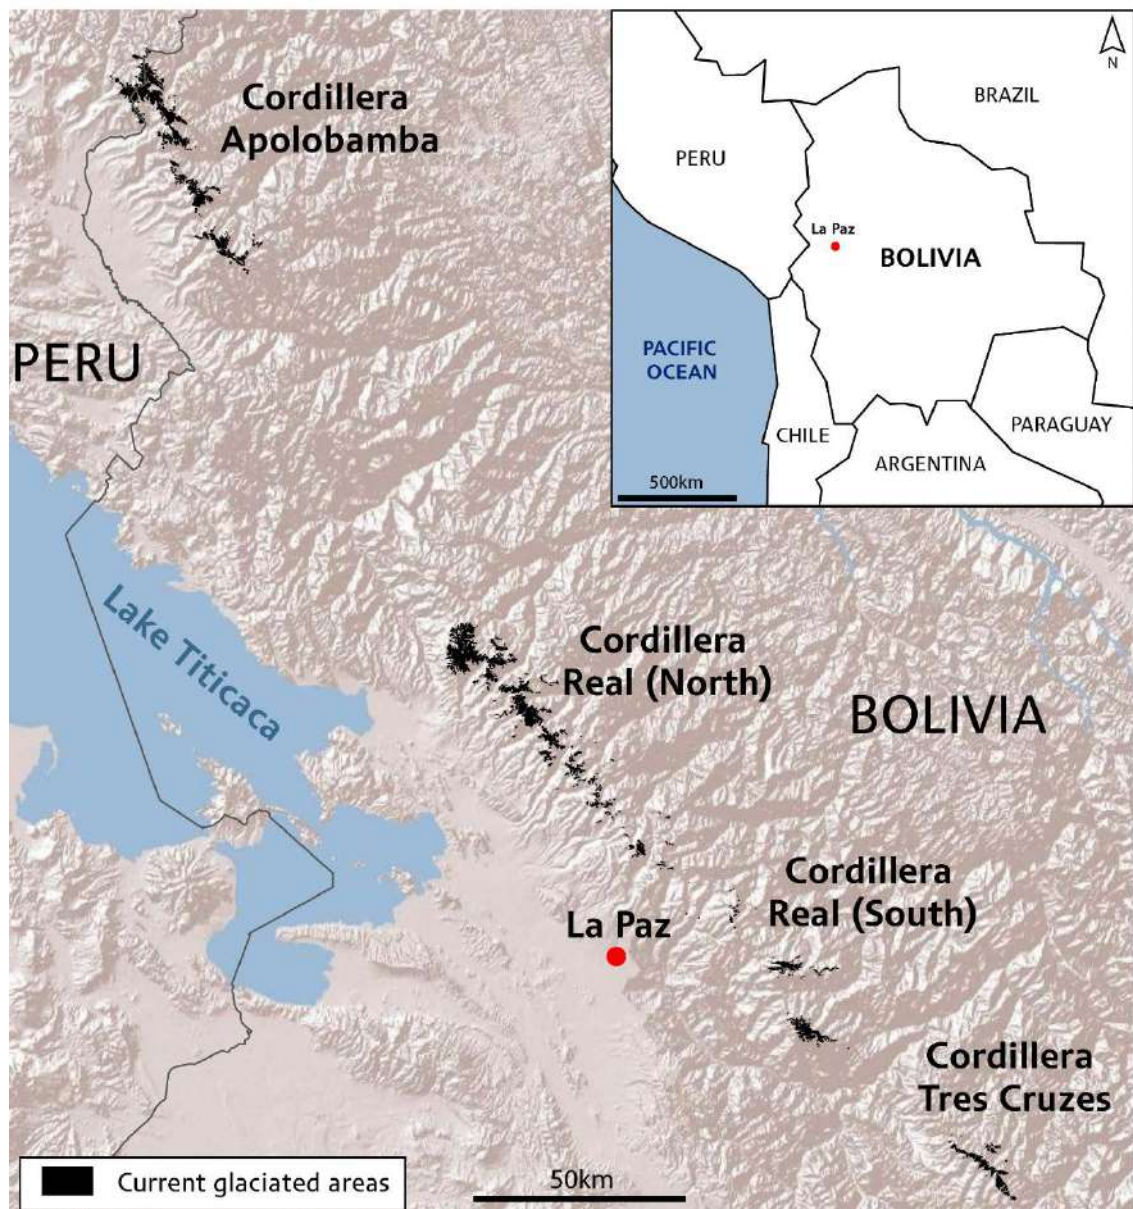 Cordillera
Apolobamba
N
BRAZIL
PERU
La Paz
BOLIVIA
PACIFIC
OCEAN
CHILE
PARAGUAY
ARGENTINA
500km
PERU
Lake Titicaca
Cordillera
Real (North)
BOLIVIA
Cordillera
Real (South)
La Paz
Cordillera
Tres Cruzes
Current glaciated areas
50km